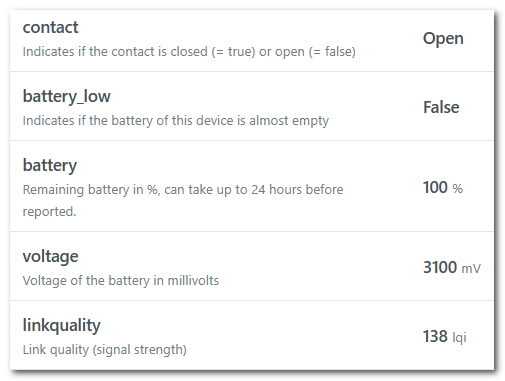 contact
Indicates if the contact is closed (= true) or open (= false)
Open
battery_low
Indicates if the battery of this device is almost empty
False
battery
Remaining battery in %, can take up to 24 hours before
reported.
100 %
voltage
Voltage of the battery in millivolts
3100 mV
linkquality
Link quality (signal strength)
138 lqi